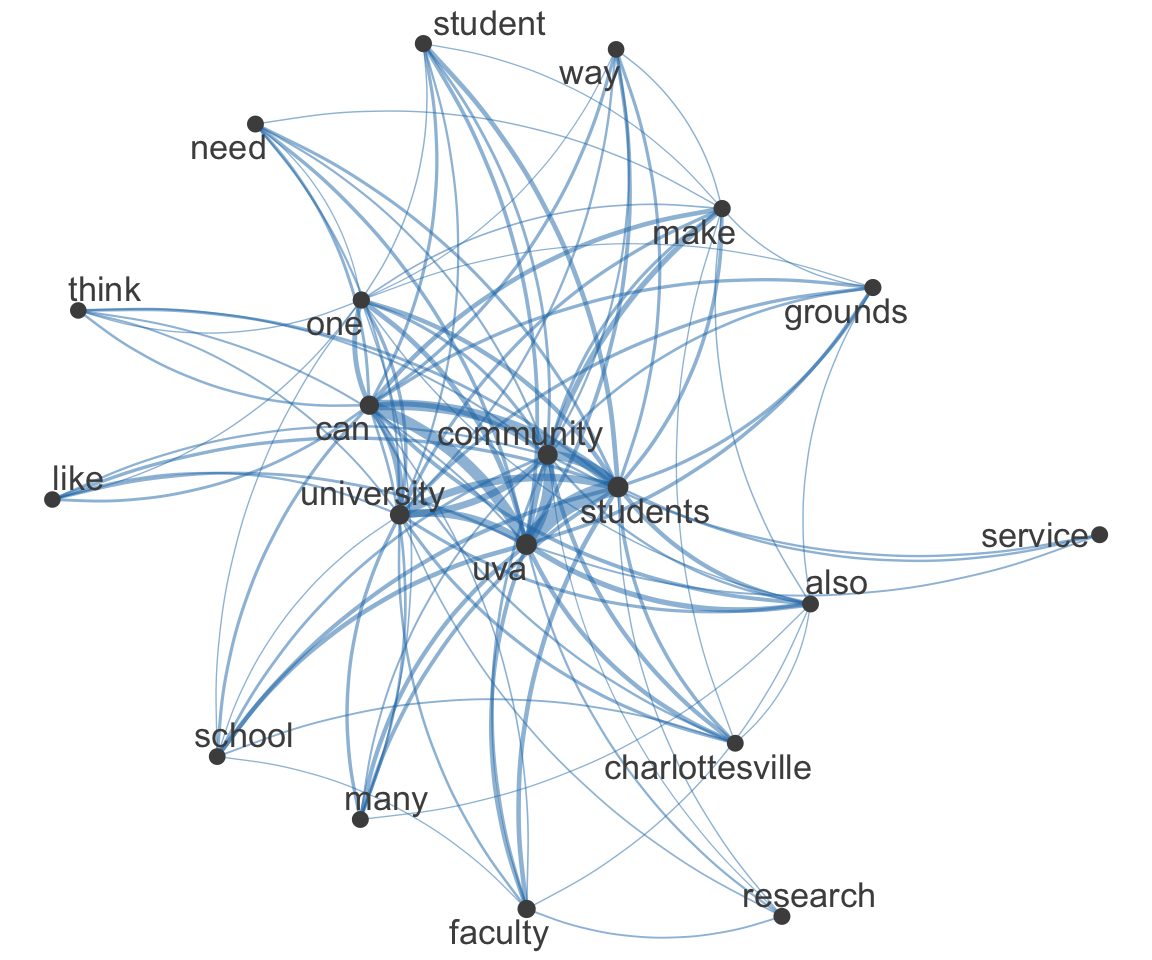 student
way
need
make
think
grounds
one
can
community
like
university
students
service
uva
also
school
charlottesville
many
research
faculty